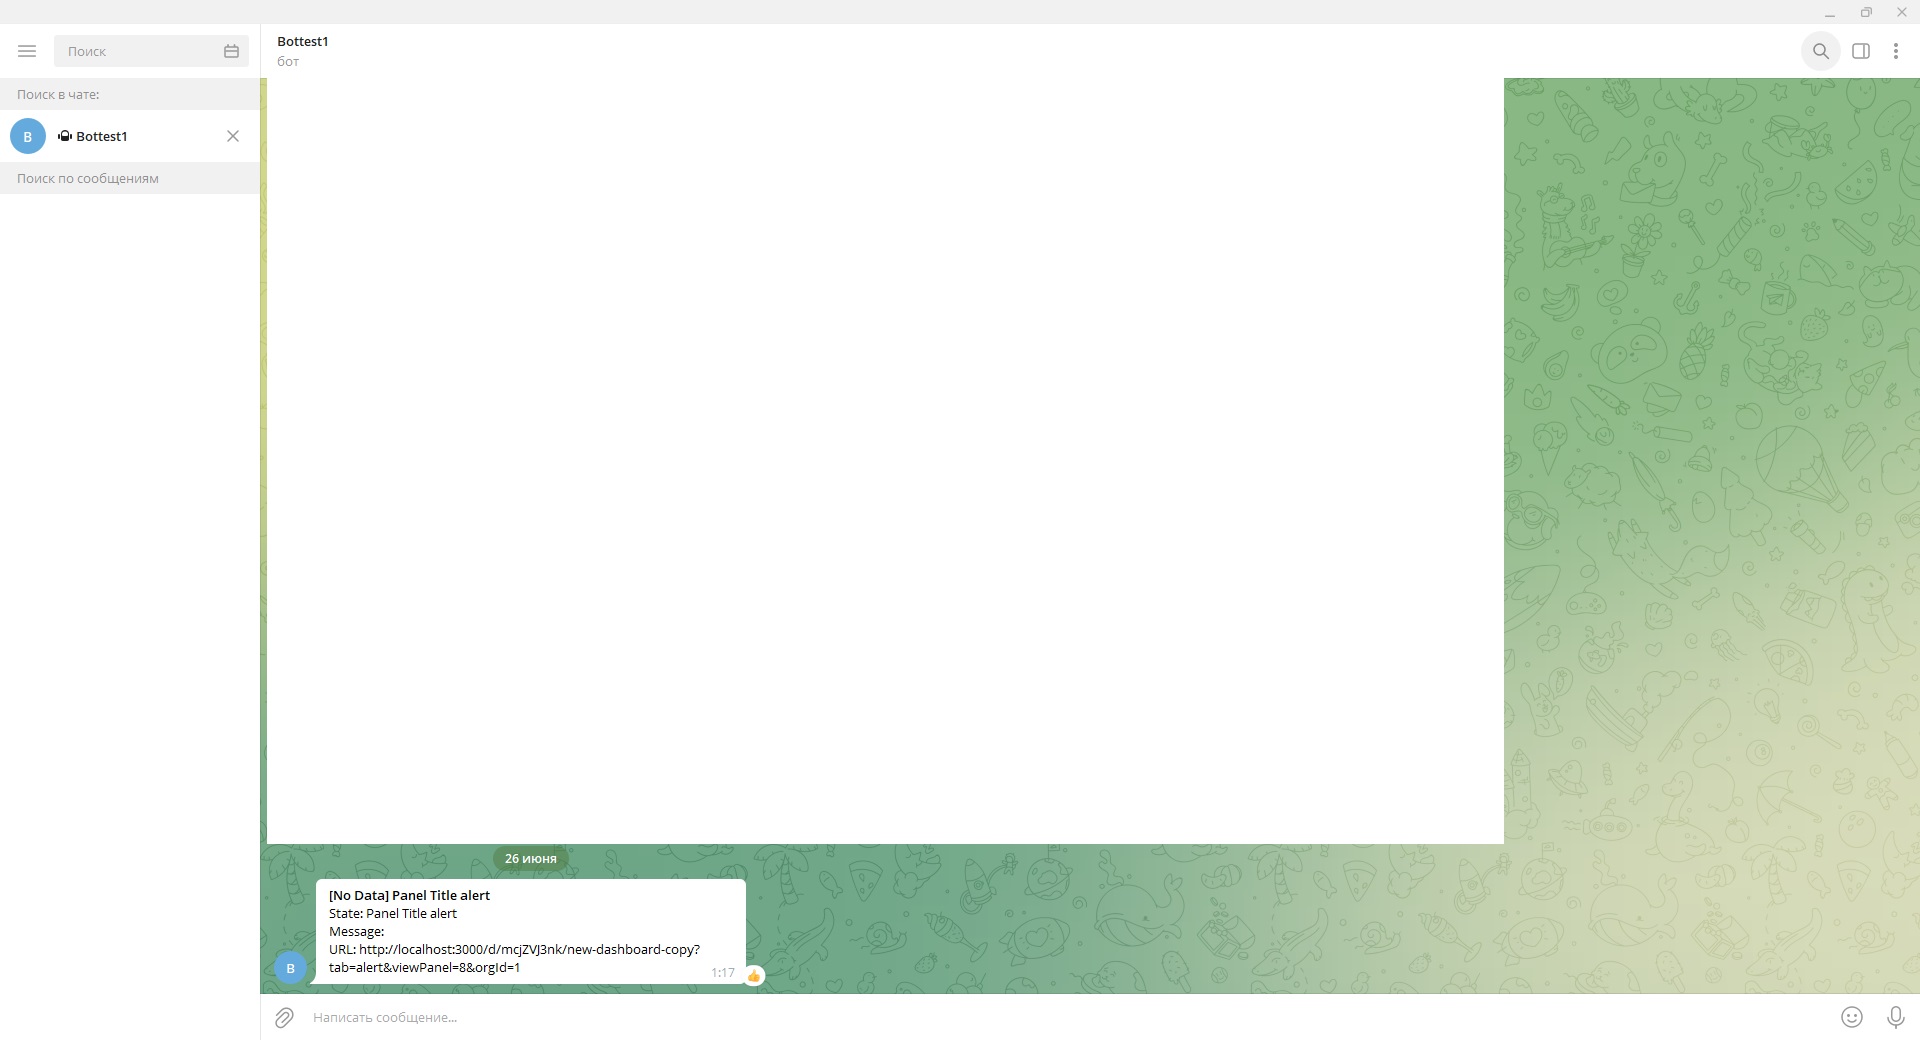 Поиск
Bottest1
бот
Поиск в чате:
B
Bottest1
Поиск по сообщениям
26 июня
[No Data] Panel Title alert
State: Panel Title alert
Message:
URL: http://localhost:3000/d/mcjZVJ3nk/new-dashboard-copy?
tab=alert&viewPanel=8&orgId=1
1:17
B
Написать сообщение...